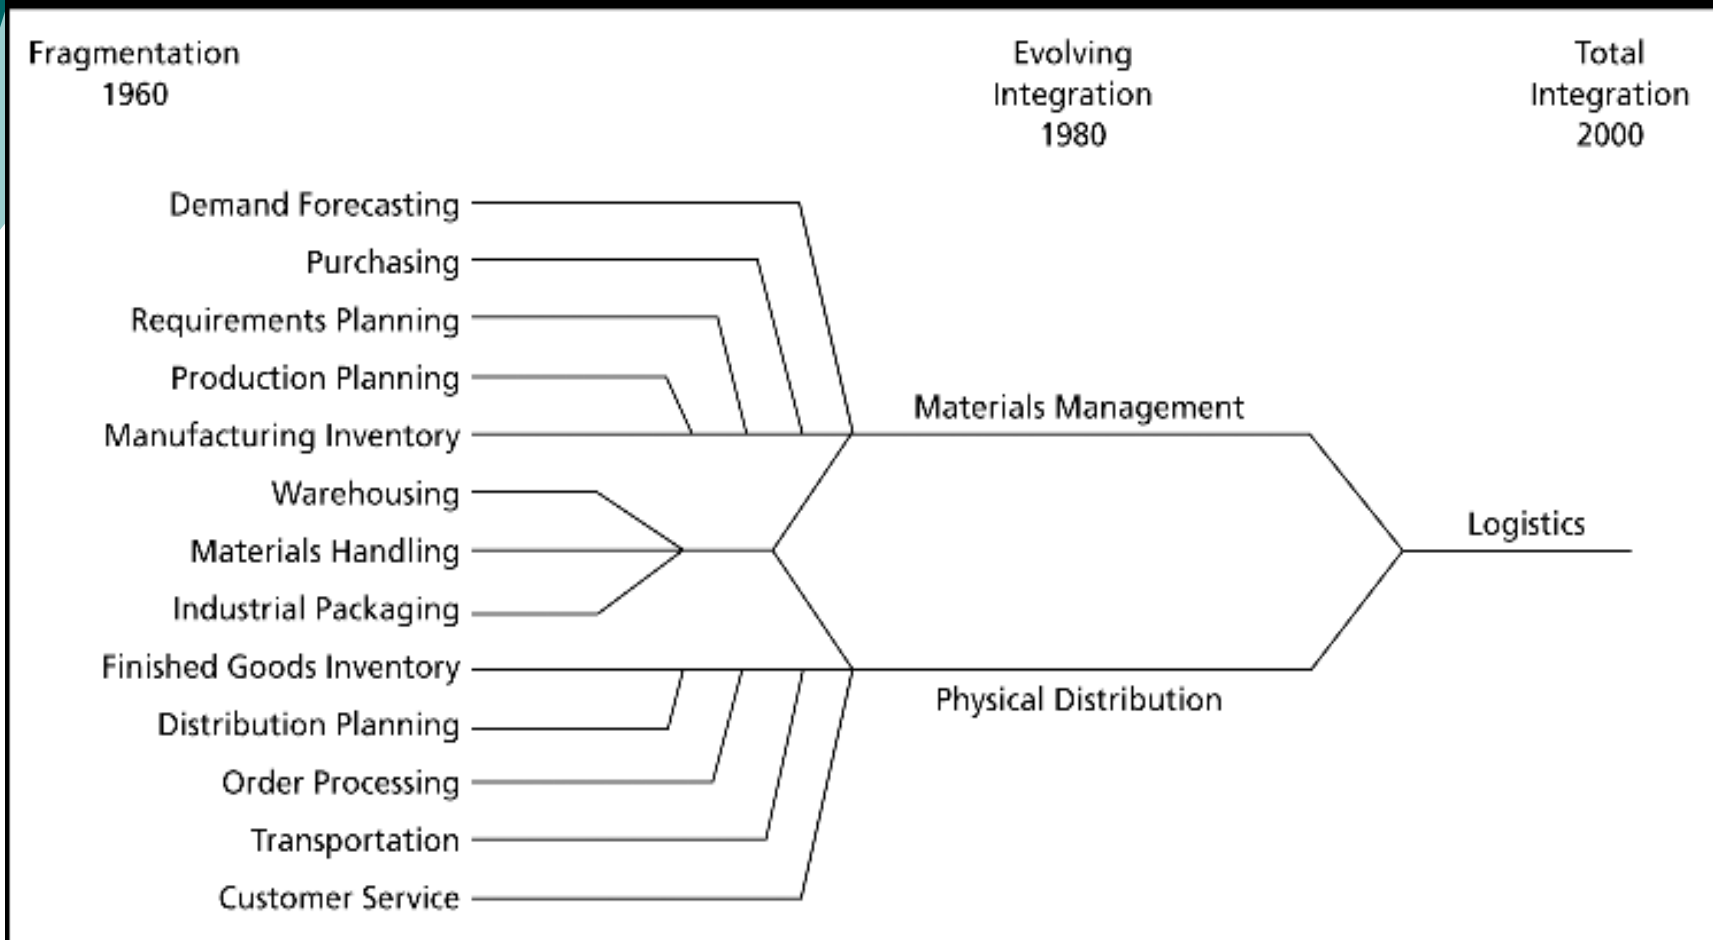 Fragmentation
1960
Evolving
Integration
1980
Total
Integration
2000
Demand Forecasting
Purchasing
Requirements Planning
Production Planning
Manufacturing Inventory
Warehousing
Materials Handling
Industrial Packaging
Finished Goods Inventory
Distribution Planning
Order Processing
Transportation
Customer Service
Materials Management
Physical Distribution
Logistics